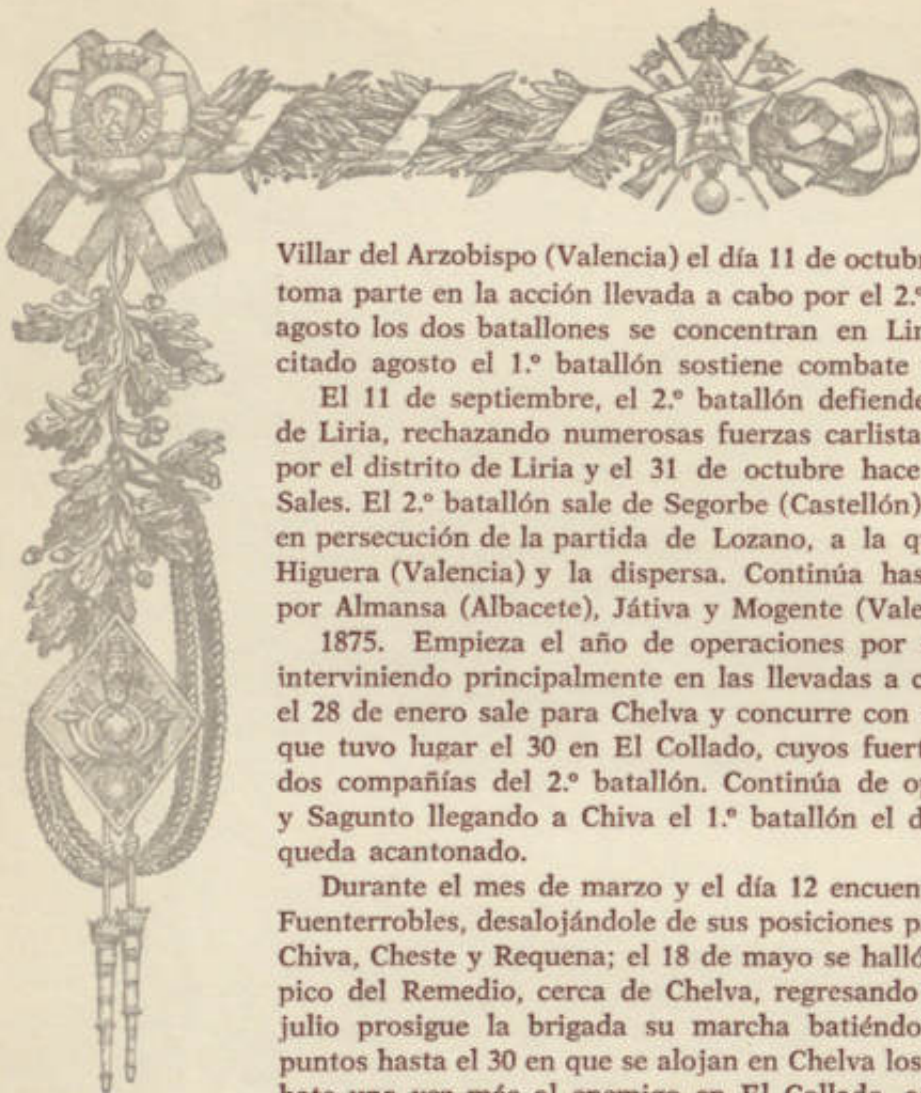 Villar del Arzobispo (Valencia) el día 11 de octubr
toma parte en la acción llevada a cabo por el 2.º
agosto los dos batallones se concentran en Lir
citado agosto el 1.º batallón sostiene combate
El 11 de septiembre, el 2.º batallón defiende
de Liria, rechazando numerosas fuerzas carlista
por el distrito de Liria y el 31 de octubre hace
Sales. El 2.º batallón sale de Segorbe (Castellón)
en persecución de la partida de Lozano, a la q
Higuera (Valencia) y la dispersa. Continúa has
por Almansa (Albacete), Játiva y Mogente (Vale
1875. Empieza el año de operaciones por
interviniendo principalmente en las llevadas a c
el 28 de enero sale para Chelva y concurre con
que tuvo lugar el 30 en El Collado, cuyos fuert
dos compañías del 2.º batallón. Continúa de o
y Sagunto llegando a Chiva el 1.º batallón el d
queda acantonado.
Durante el mes de marzo y el día 12 encuen
Fuenterrobles, desalojándole de sus posiciones p
Chiva, Cheste y Requena; el 18 de mayo se halló
pico del Remedio, cerca de Chelva, regresando
julio prosigue la brigada su marcha batiéndo
puntos hasta el 30 en que se alojan en Chelva los
bate una vez más al enemigo en El Collado